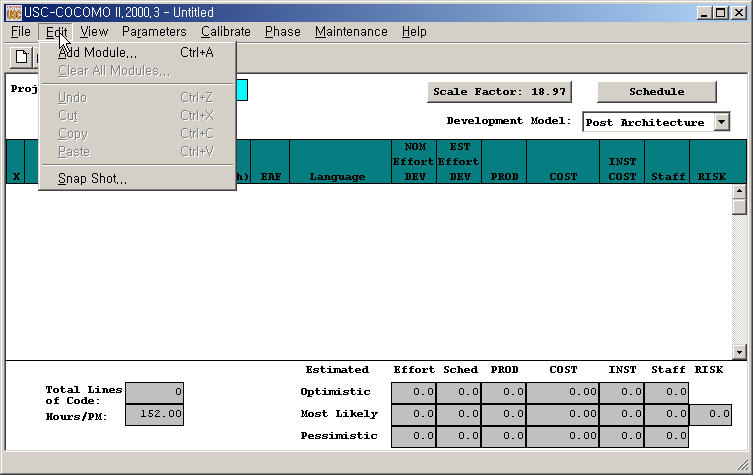 USC-COCOMO II,2000,3 - Untitled
File Edit View Parameters Calibrate Phase Maintenance Help
Add Module,,, Ctrl+A
Clear All Modules,,,
Undo Ctrl+Z
Cut Ctrl+X
Copy Ctrl+C
Paste Ctrl+V
Snap Shot,,,
Scale Factor: 18.97 Schedule
Development Model: Post Architecture
NOM EST
Effort Effort INST
X EAF Language DEV DEV PROD COST COST Staff RISK
Estimated Effort Sched PROD COST INST Staff RISK
Total Lines of Code: 0
Hours/PM: 152.00
Optimistic 0.0 0.0 0.0 0.00 0.0 0.0
Most Likely 0.0 0.0 0.0 0.00 0.0 0.0 0.0
Pessimistic 0.0 0.0 0.0 0.00 0.0 0.0